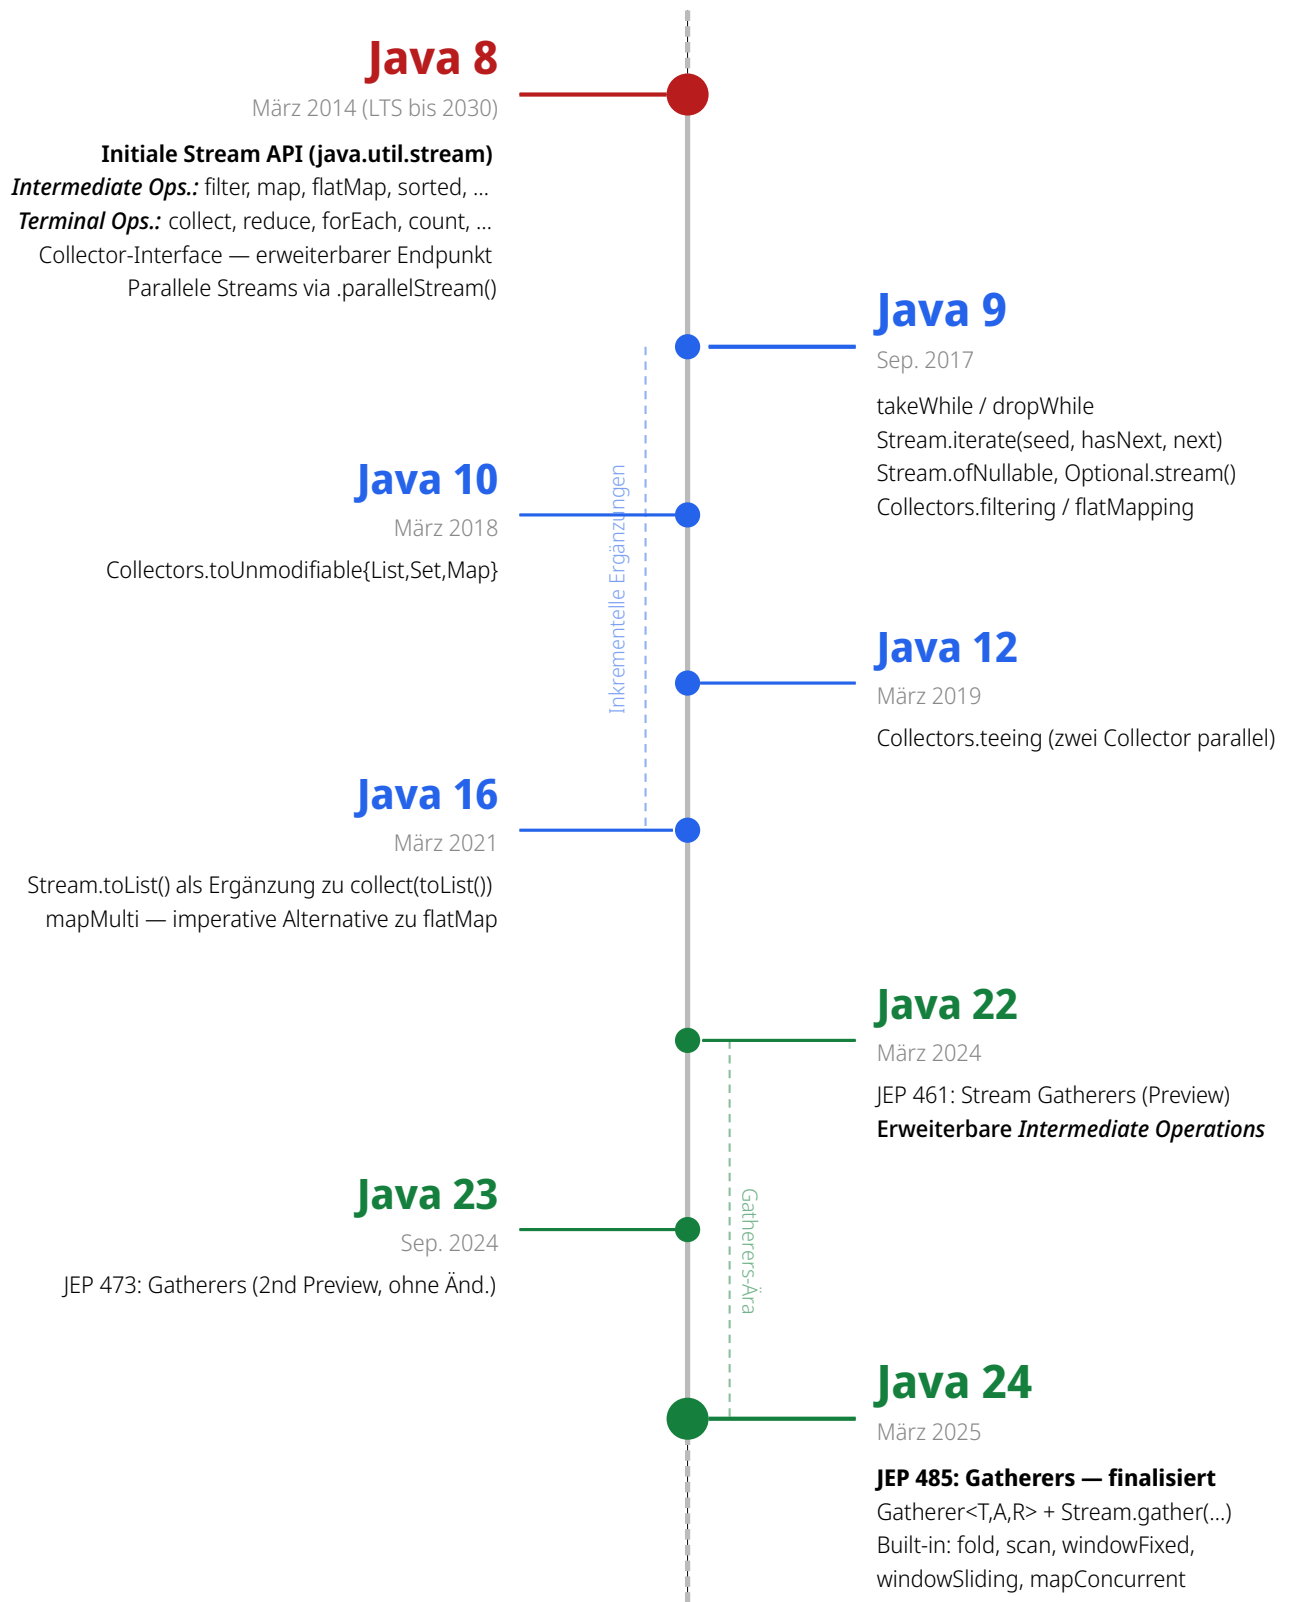 Java 8
März 2014 (LTS bis 2030)
Initiale Stream API (java.util.stream)
Intermediate Ops.: filter, map, flatMap, sorted, ...
Terminal Ops.: collect, reduce, forEach, count, ...
Collector-Interface — erweiterbarer Endpunkt
Parallele Streams via .parallelStream()
Java 9
Sep. 2017
takeWhile / dropWhile
Stream.iterate(seed, hasNext, next)
Stream.ofNullable, Optional.stream()
Collectors.filtering / flatMapping
Inkrementelle Ergänzungen
Java 10
März 2018
Collectors.toUnmodifiable{List,Set,Map}
Java 12
März 2019
Collectors.teeing (zwei Collector parallel)
Java 16
März 2021
Stream.toList() als Ergänzung zu collect(toList())
mapMulti — imperative Alternative zu flatMap
Java 22
März 2024
JEP 461: Stream Gatherers (Preview)
Erweiterbare Intermediate Operations
Gatherers-Ära
Java 23
Sep. 2024
JEP 473: Gatherers (2nd Preview, ohne Änd.)
Java 24
März 2025
JEP 485: Gatherers — finalisiert
Gatherer<T,A,R> + Stream.gather(...)
Built-in: fold, scan, windowFixed,
windowSliding, mapConcurrent